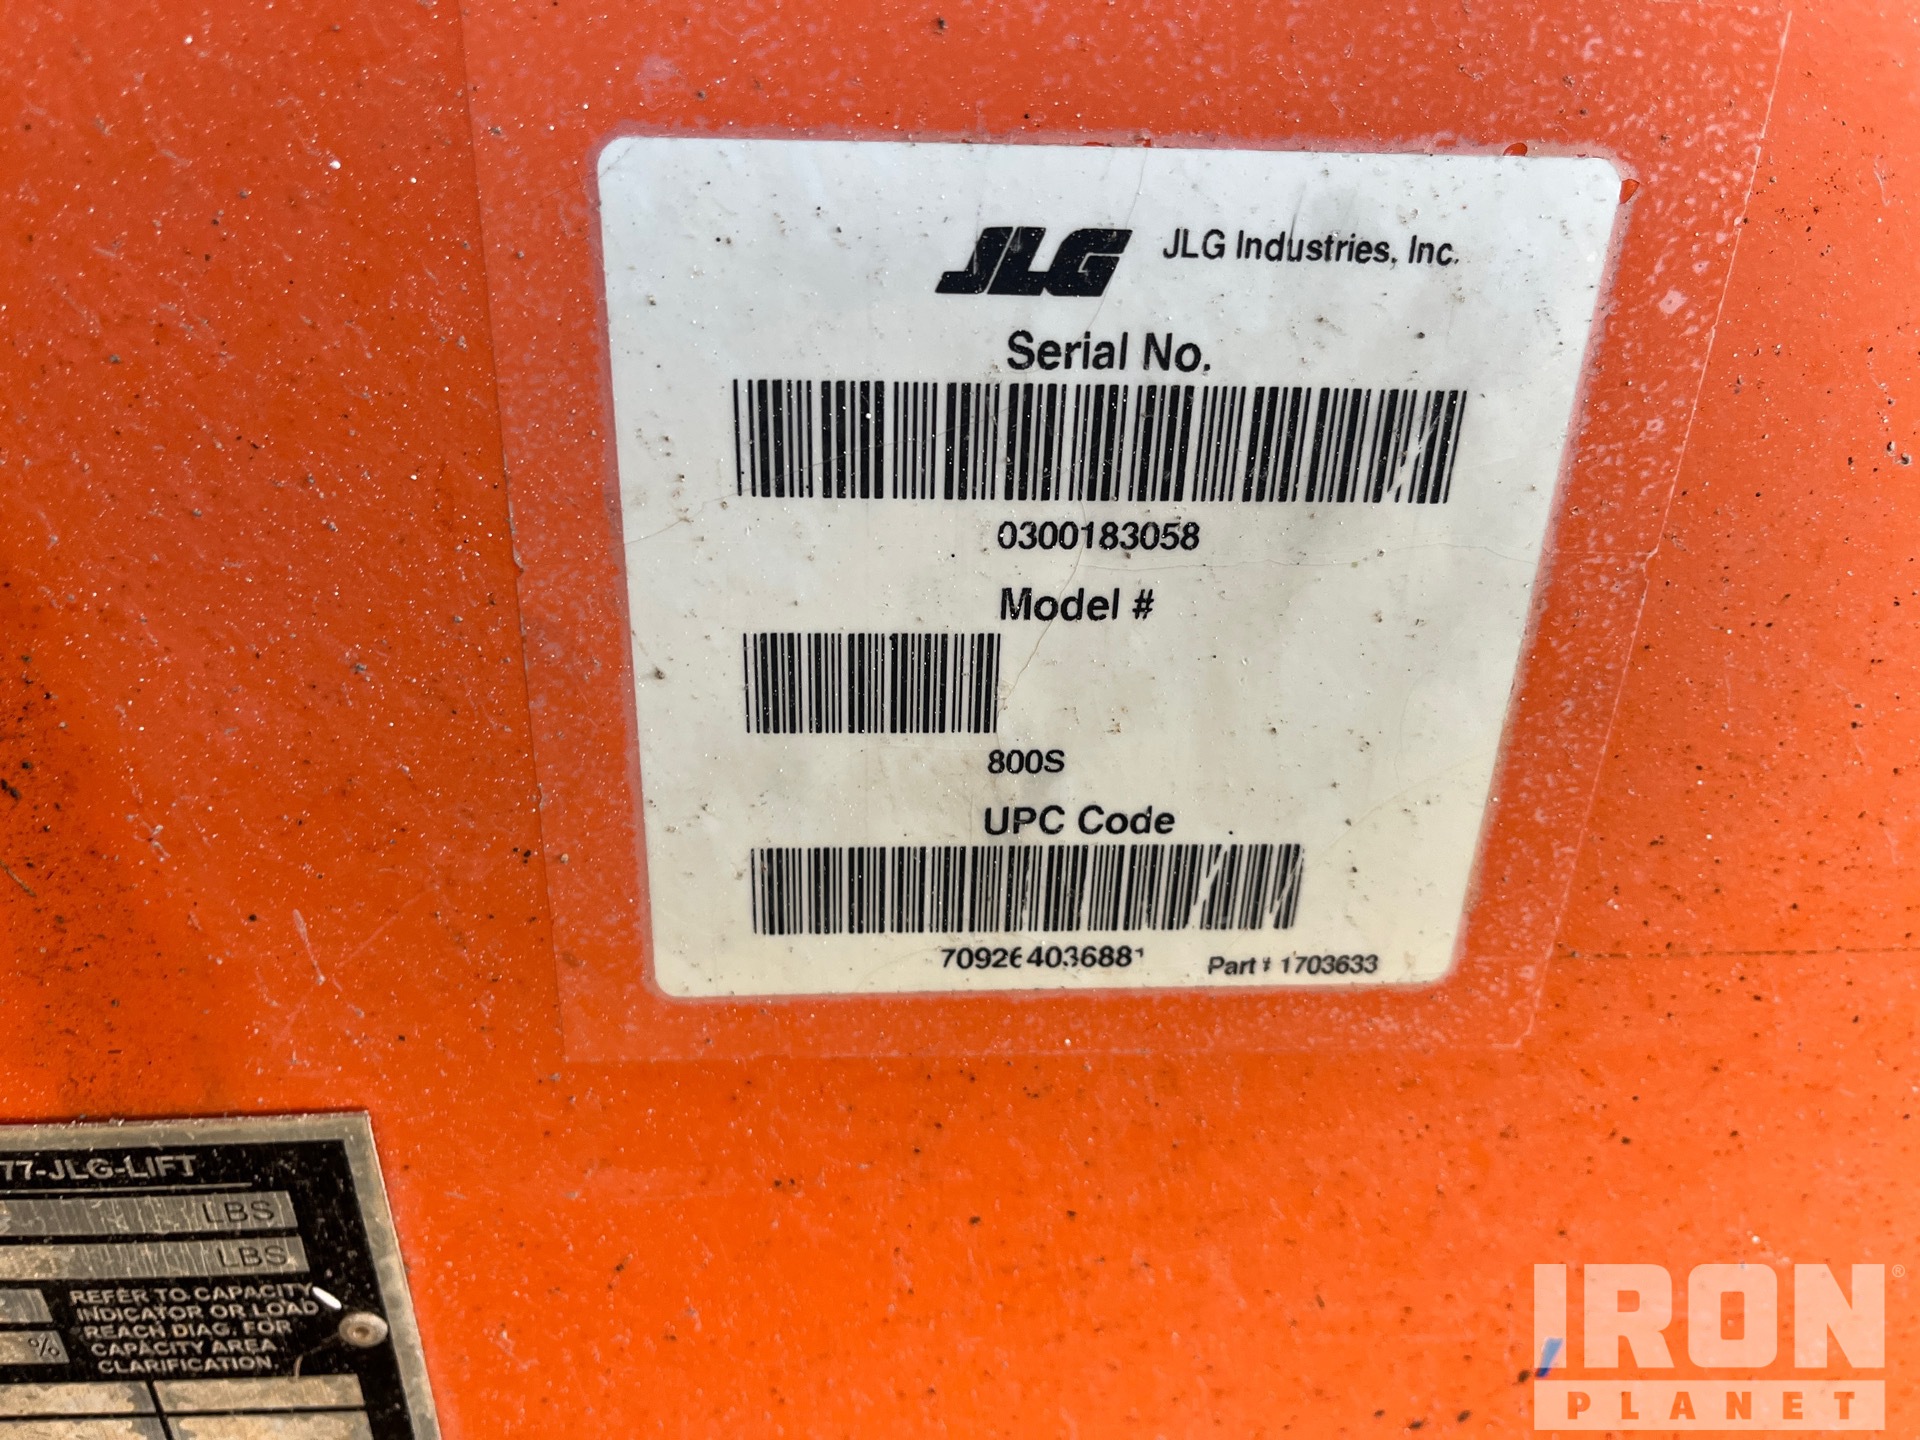 JLG JLG Industries, Inc.
Serial No.
0300183058
Model #
800S
UPC Code
Part # 1703633
77-JLG-LIFT
LBS
LBS
REFER TO CAPACITY
INDICATOR OR LOAD
REACH DIAG. FOR
% CAPACITY AREA
CLARIFICATION.
IRON
PLANET